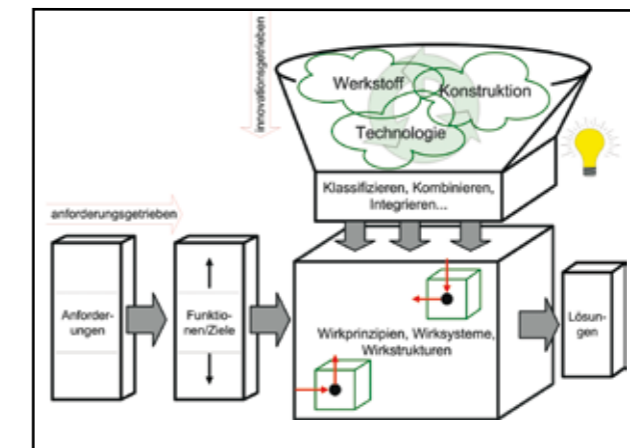 innovationsgetrieben
Werkstoff
Konstruktion
Technologie
Klassifizieren, Kombinieren,
Integrieren...
anforderungsgetrieben
Anforder-
ungen
Funktio-
nen/Ziele
Wirkprinzipien, Wirksysteme,
Wirkstrukturen
Lösun-
gen